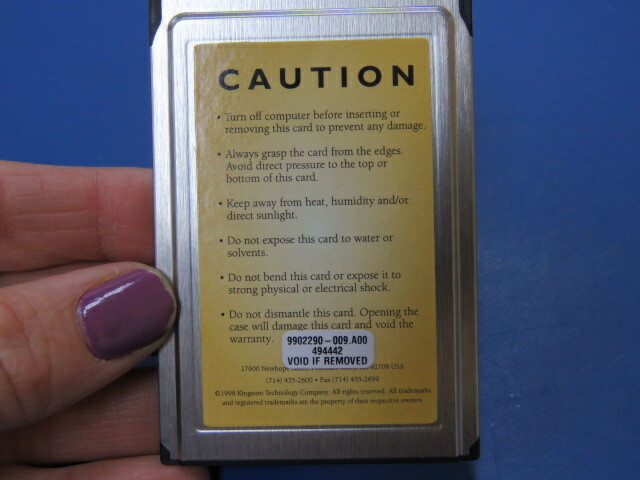 CAUTION
• Turn off computer before inserting or
removing this card to prevent any damage.
• Always grasp the card from the edges.
Avoid direct pressure to the top or
bottom of this card.
• Keep away from heat, humidity and/or
direct sunlight.
• Do not expose this card to water or
solvents.
• Do not bend this card or expose it to
strong physical or electrical shock.
• Do not dismantle this card. Opening the
case will damage this card and void the
warranty.
9902290-009.A00
494442
VOID IF REMOVED
17600 Newhope 92708 USA
(714) 435-2600 • Fax (714) 435-2699
©1998 Kingston Technology Company. All rights reserved. All trademarks
and registered trademarks are the property of their respective owners.